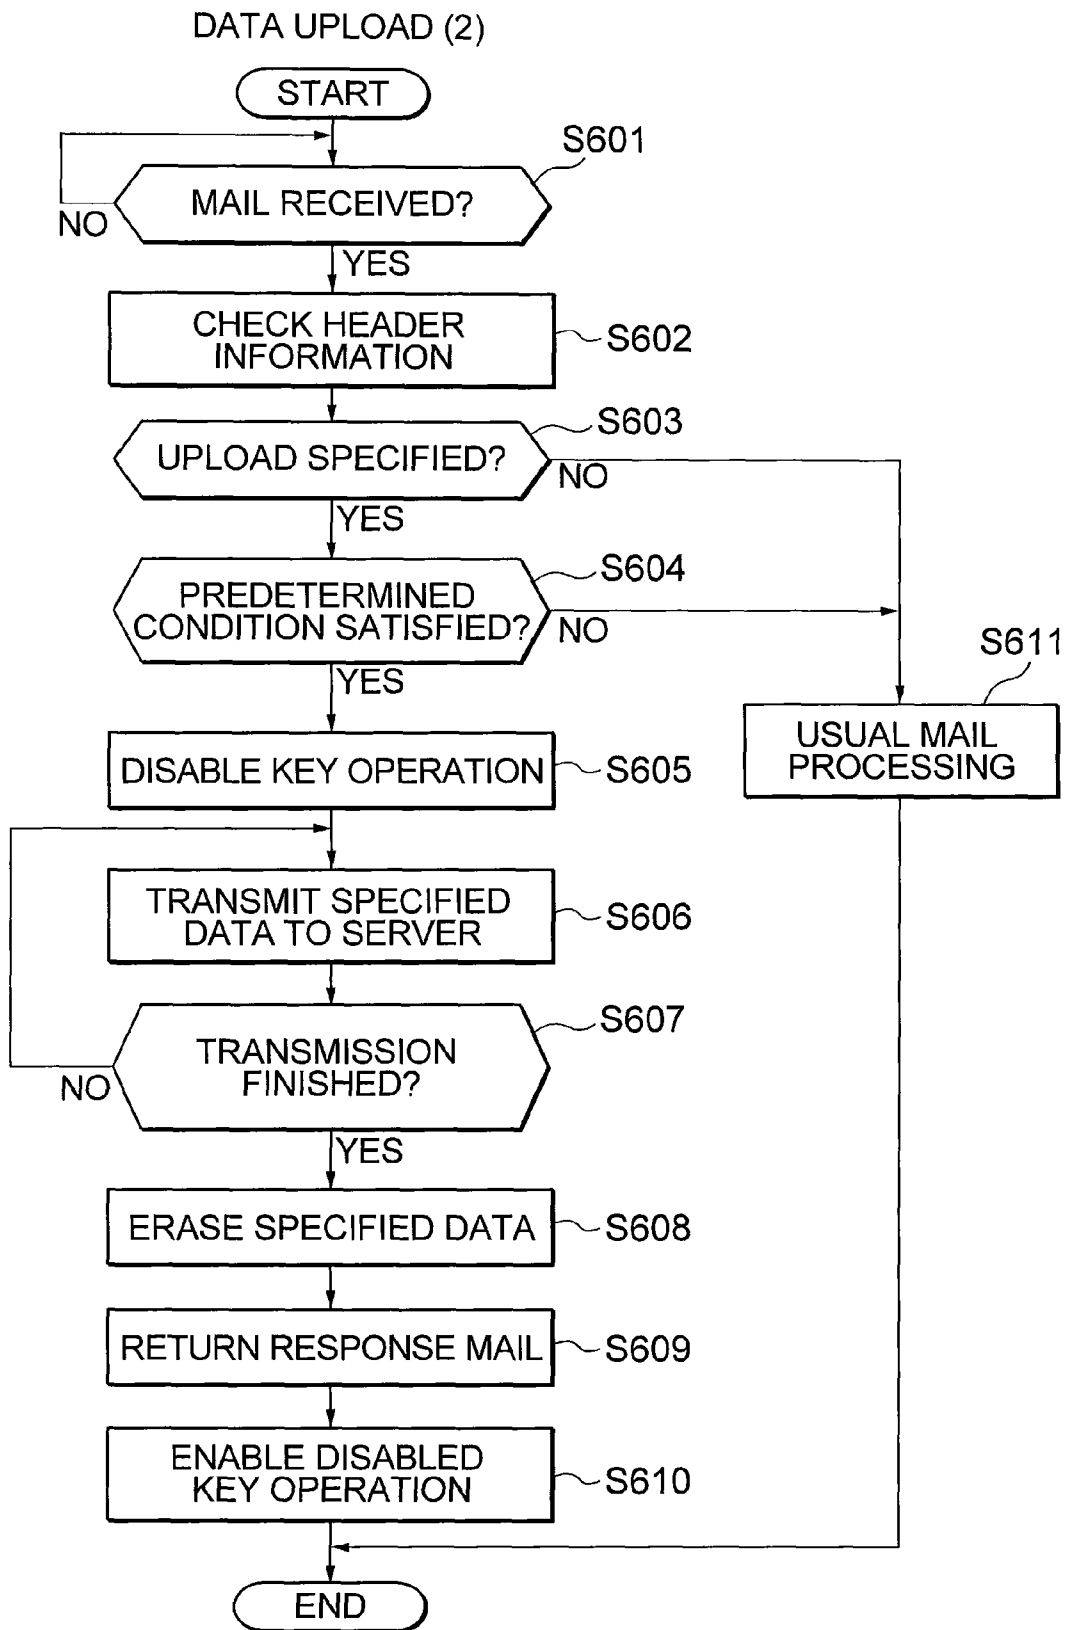 DATA UPLOAD (2)
START
S601
MAIL RECEIVED?
NO
YES
CHECK HEADER
INFORMATION
S602
S603
UPLOAD SPECIFIED?
NO
YES
S604
PREDETERMINED
CONDITION SATISFIED?
NO
YES
S611
USUAL MAIL
PROCESSING
DISABLE KEY OPERATION
S605
TRANSMIT SPECIFIED
DATA TO SERVER
S606
S607
TRANSMISSION
FINISHED?
NO
YES
ERASE SPECIFIED DATA
S608
RETURN RESPONSE MAIL
S609
ENABLE DISABLED
KEY OPERATION
S610
END